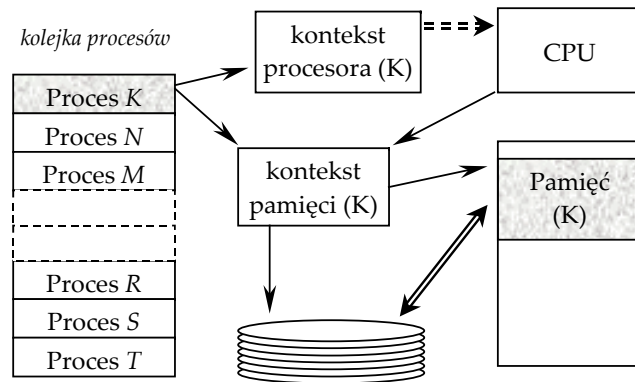 kolejka procesów
Proces K
Proces N
Proces M
Proces R
Proces S
Proces T
kontekst
procesora (K)
CPU
kontekst
pamięci (K)
Pamięć
(K)